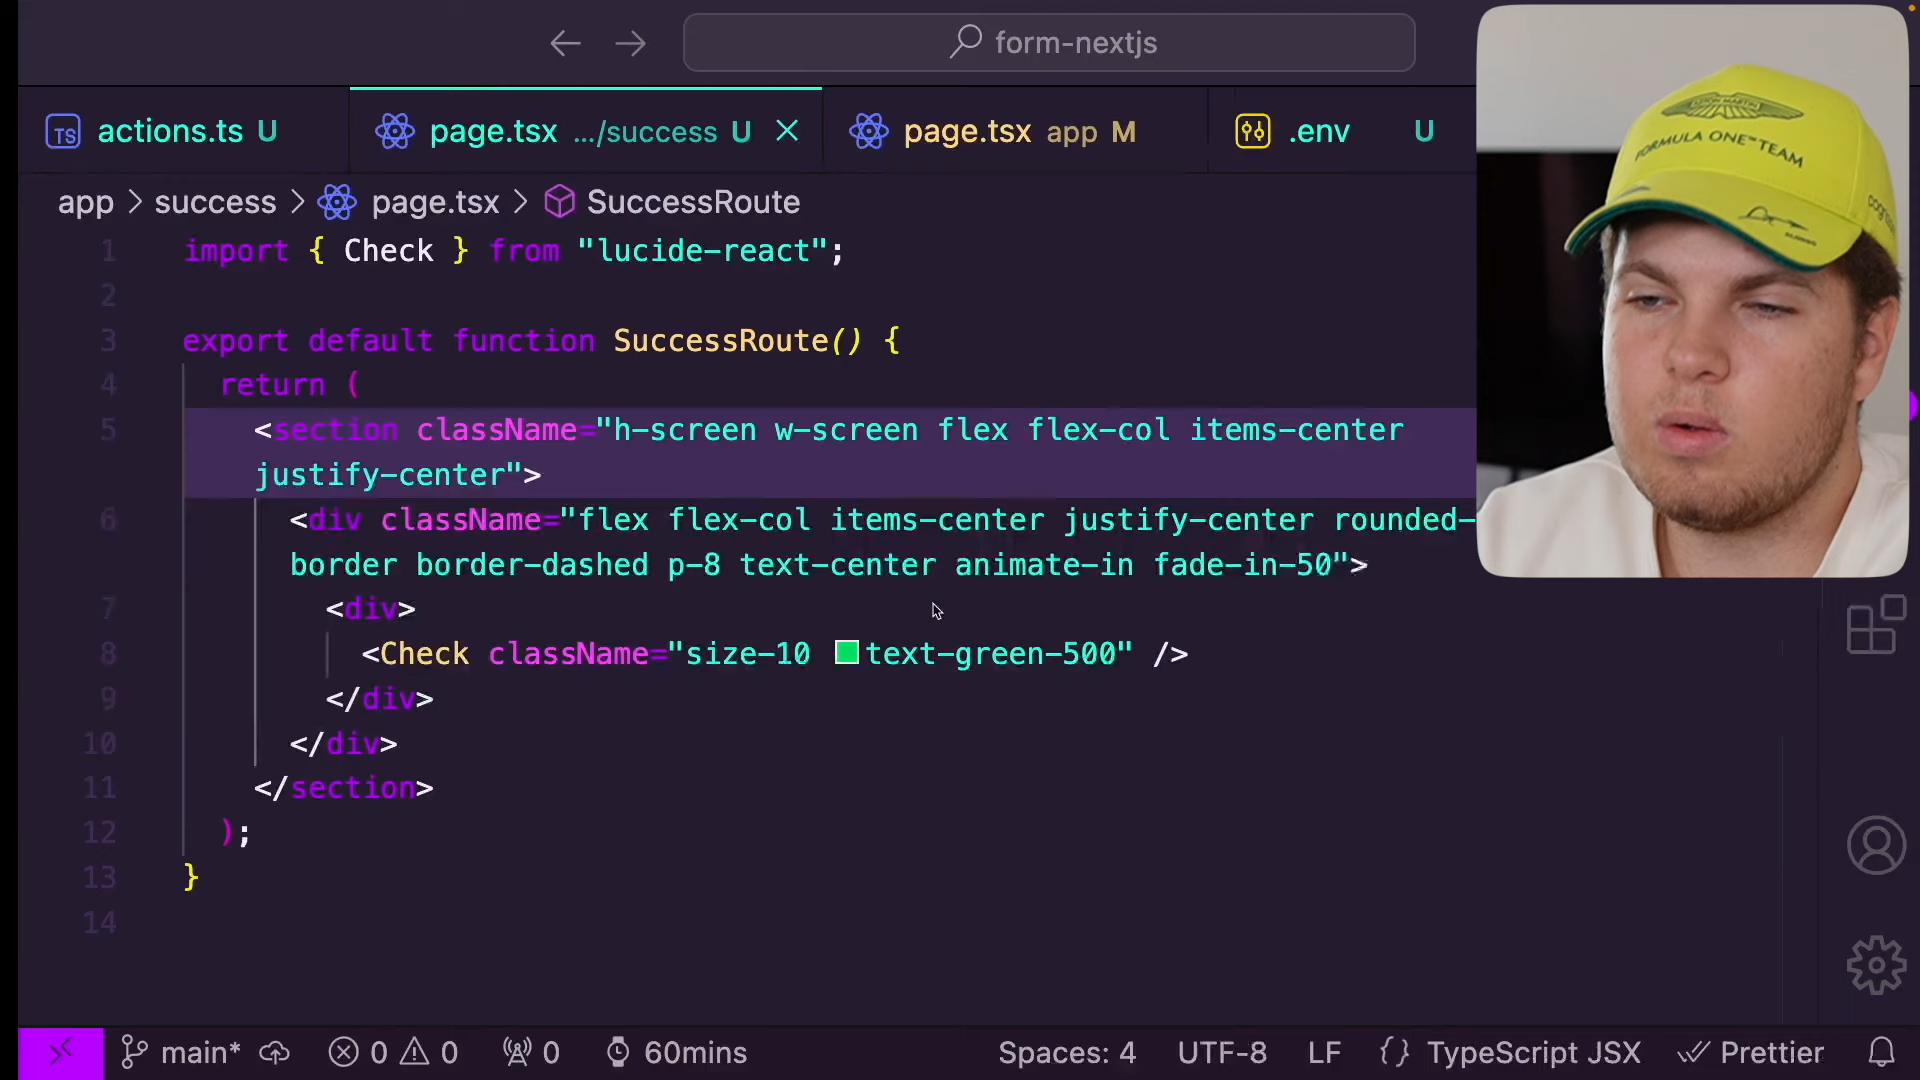 form-nextjs
actions.ts U
page.tsx .../success U
page.tsx app M
.env U
app > success > page.tsx > SuccessRoute
1 import { Check } from "lucide-react";
2
3 export default function SuccessRoute() {
4 return (
5 <section className="h-screen w-screen flex flex-col items-center
justify-center">
6 <div className="flex flex-col items-center justify-center rounded-
border border-dashed p-8 text-center animate-in fade-in-50">
7 <div>
8 <Check className="size-10 text-green-500" />
9 </div>
10 </div>
11 </section>
12 );
13 }
14
main* 0 0 0 60mins Spaces: 4 UTF-8 LF {} TypeScript JSX Prettier
ASTON MARTIN
FORMULA ONE™ TEAM